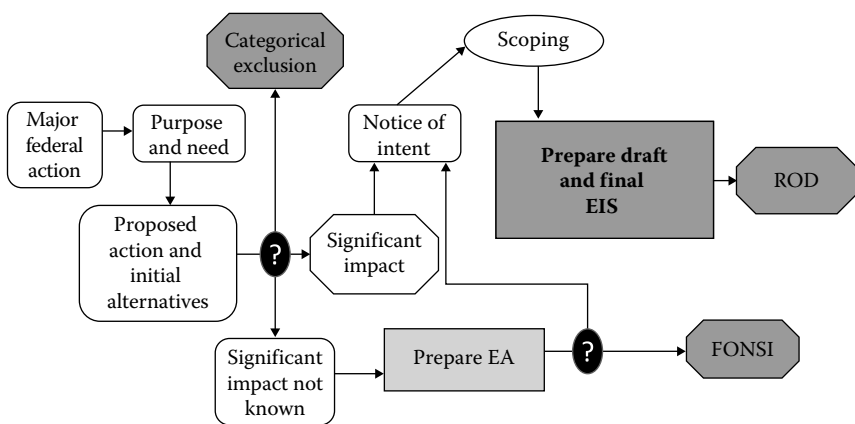 Categorical
exclusion
Scoping
Major
federal
action
Purpose
and need
Notice of
intent
Prepare draft
and final
EIS
ROD
Proposed
action and
initial
alternatives
?
Significant
impact
Significant
impact not
known
Prepare EA
?
FONSI